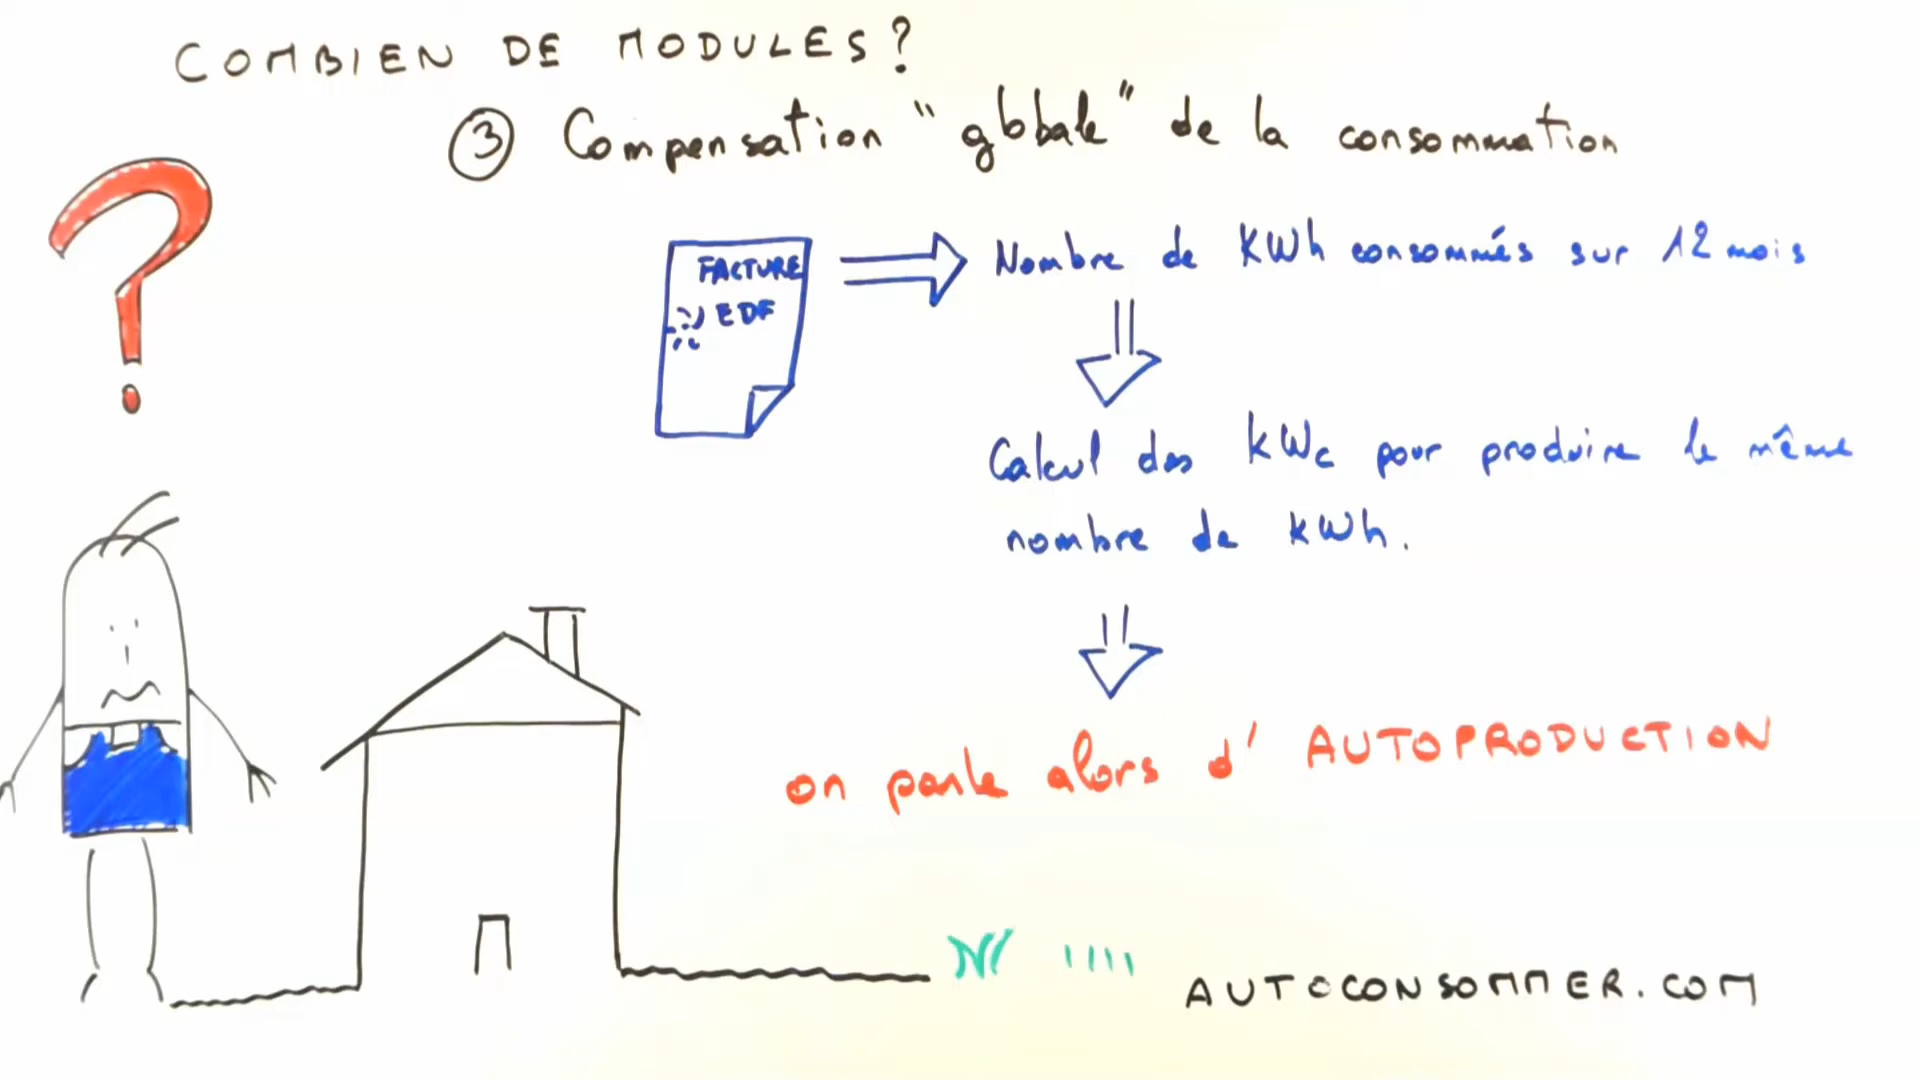 COMBIEN DE MODULES?
③ Compensation "globale" de la consommation
FACTURE
EDF
Nombre de kWh consommés sur 12 mois
Calcul des kWc pour produire le même
nombre de kWh.
on parle alors d'AUTOPRODUCTION
AUTOCONSOMMER.COM